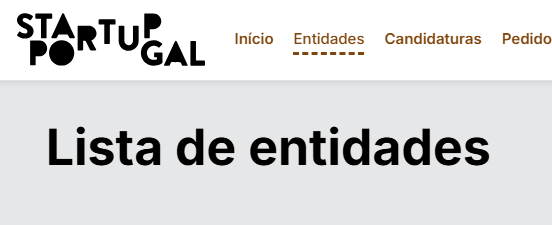 STARTUP
PORTUGAL
Início Entidades Candidaturas Pedido
Lista de entidades